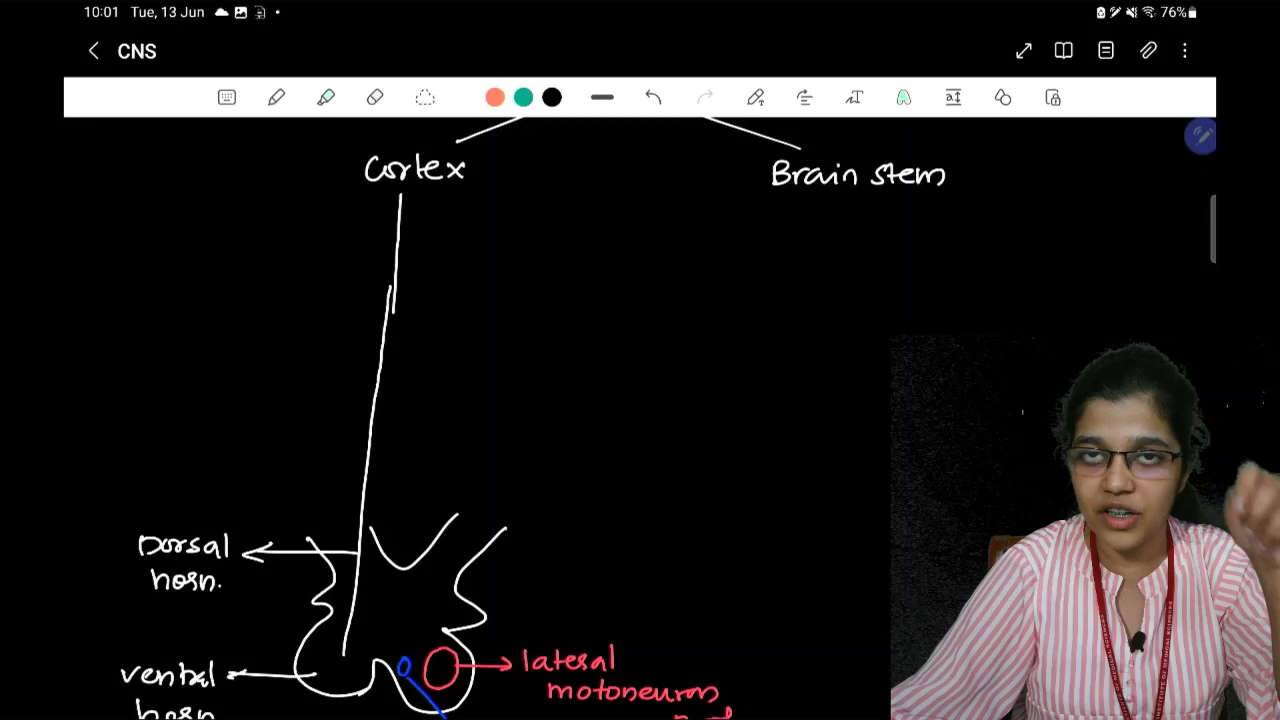 10:01 Tue, 13 Jun
76%
CNS
Cortex
Brain stem
Dorsal
horn.
ventral
horn
lateral
motoneuron